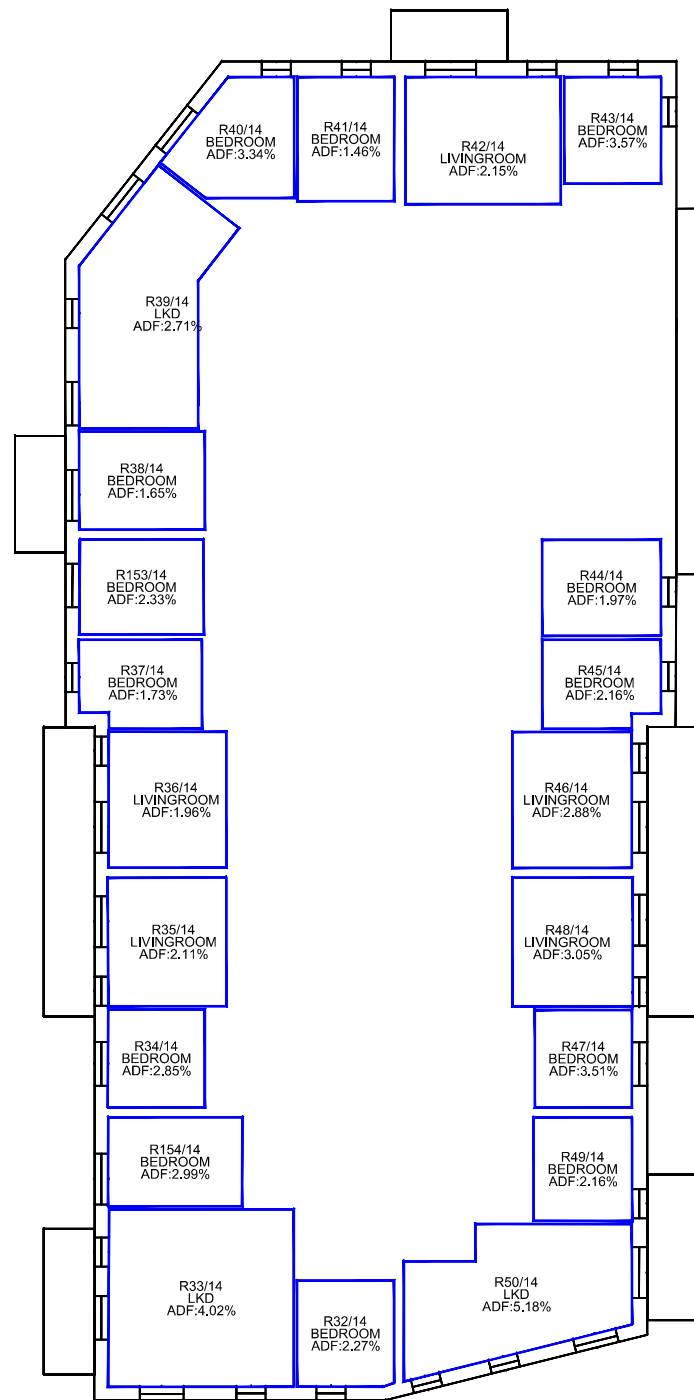 R40/14
BEDROOM
ADF:3.34%
R41/14
BEDROOM
ADF:1.46%
R42/14
LIVINGROOM
ADF:2.15%
R43/14
BEDROOM
ADF:3.57%
R39/14
LKD
ADF:2.71%
R38/14
BEDROOM
ADF:1.65%
R153/14
BEDROOM
ADF:2.33%
R44/14
BEDROOM
ADF:1.97%
R37/14
BEDROOM
ADF:1.73%
R45/14
BEDROOM
ADF:2.16%
R36/14
LIVINGROOM
ADF:1.96%
R46/14
LIVINGROOM
ADF:2.88%
R35/14
LIVINGROOM
ADF:2.11%
R48/14
LIVINGROOM
ADF:3.05%
R34/14
BEDROOM
ADF:2.85%
R47/14
BEDROOM
ADF:3.51%
R154/14
BEDROOM
ADF:2.99%
R49/14
BEDROOM
ADF:2.16%
R33/14
LKD
ADF:4.02%
R32/14
BEDROOM
ADF:2.27%
R50/14
LKD
ADF:5.18%